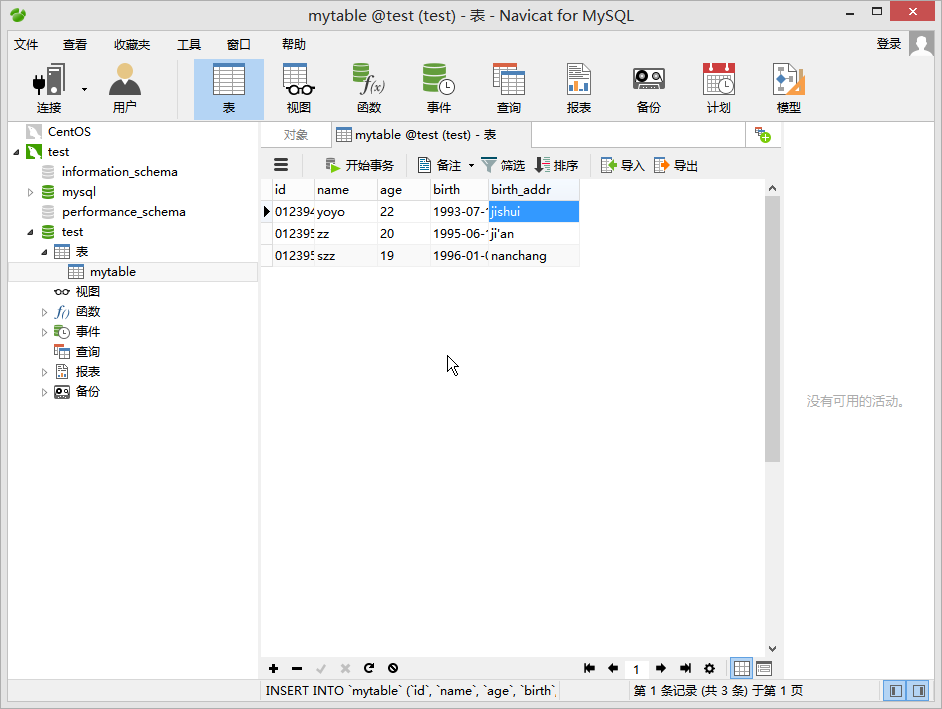 mytable @test (test) - 表 - Navicat for MySQL
文件 查看 收藏夹 工具 窗口 帮助 登录
连接 用户 表 视图 函数 事件 查询 报表 备份 计划 模型
CentOS
test
information_schema
mysql
performance_schema
test
表
mytable
视图
函数
事件
查询
报表
备份
对象 mytable @test (test) - 表
开始事务 备注 筛选 排序 导入 导出
id name age birth birth_addr
012394 yoyo 22 1993-07- jishui
012395 zz 20 1995-06- ji'an
012395 szz 19 1996-01- nanchang
没有可用的活动。
1
INSERT INTO `mytable` (`id`, `name`, `age`, `birth`, 第 1 条记录 (共 3 条) 于第 1 页